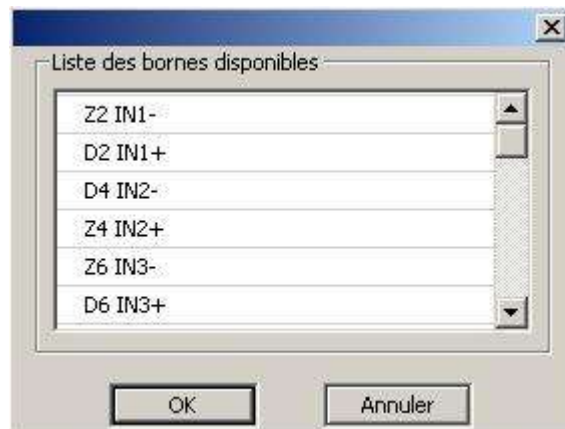 Liste des bornes disponibles
Z2 IN1-
D2 IN1+
D4 IN2-
Z4 IN2+
Z6 IN3-
D6 IN3+
OK
Annuler